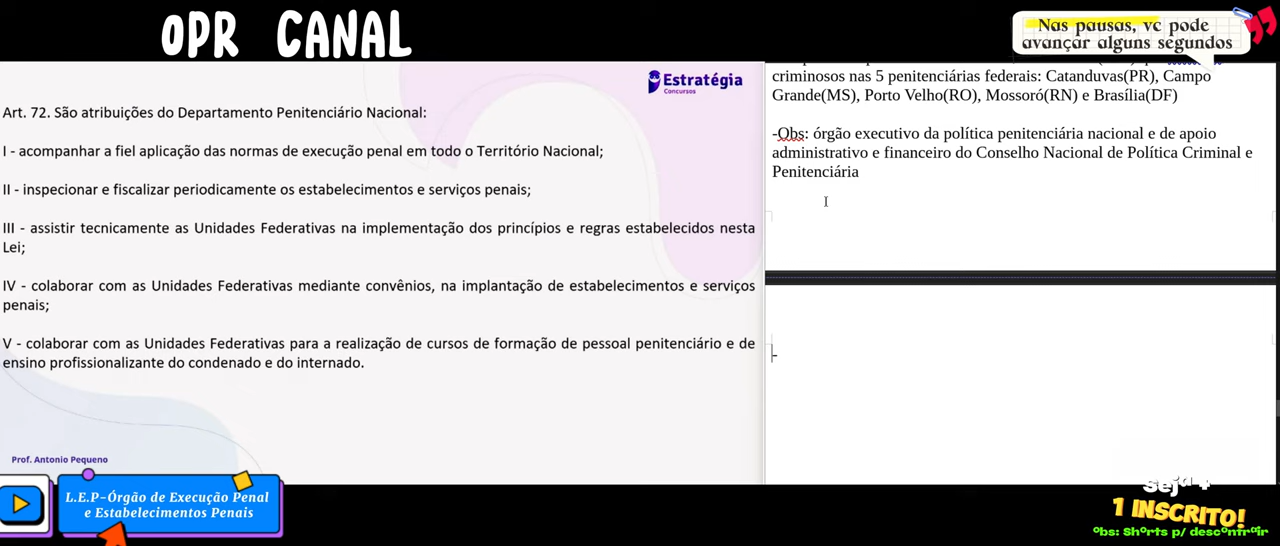 OPR CANAL
Nas pausas, vc pode
avançar alguns segundos
Estratégia
Concursos
Art. 72. São atribuições do Departamento Penitenciário Nacional:
I - acompanhar a fiel aplicação das normas de execução penal em todo o Território Nacional;
II - inspecionar e fiscalizar periodicamente os estabelecimentos e serviços penais;
III - assistir tecnicamente as Unidades Federativas na implementação dos princípios e regras estabelecidos nesta
Lei;
IV - colaborar com as Unidades Federativas mediante convênios, na implantação de estabelecimentos e serviços
penais;
V - colaborar com as Unidades Federativas para a realização de cursos de formação de pessoal penitenciário e de
ensino profissionalizante do condenado e do internado.
Prof. Antonio Pequeno
L.E.P-Órgão de Execução Penal
e Estabelecimentos Penais
criminosos nas 5 penitenciárias federais: Catanduvas(PR), Campo
Grande(MS), Porto Velho(RO), Mossoró(RN) e Brasília(DF)
-Obs: órgão executivo da política penitenciária nacional e de apoio
administrativo e financeiro do Conselho Nacional de Política Criminal e
Penitenciária
-
Seja +
1 INSCRITO!
Obs: Shorts p/ descontrair